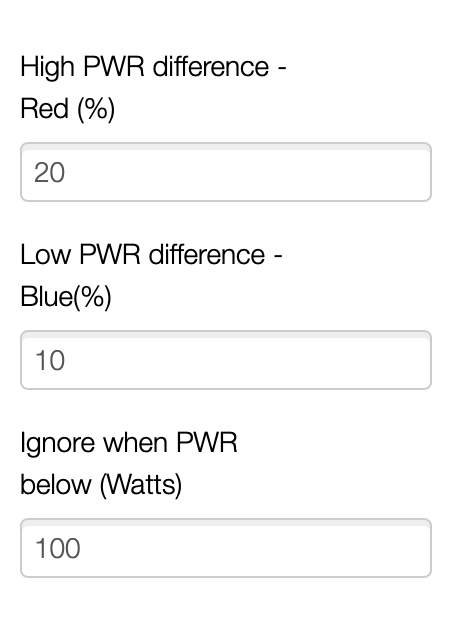 High PWR difference -
Red (%)
20
Low PWR difference -
Blue(%)
10
Ignore when PWR
below (Watts)
100